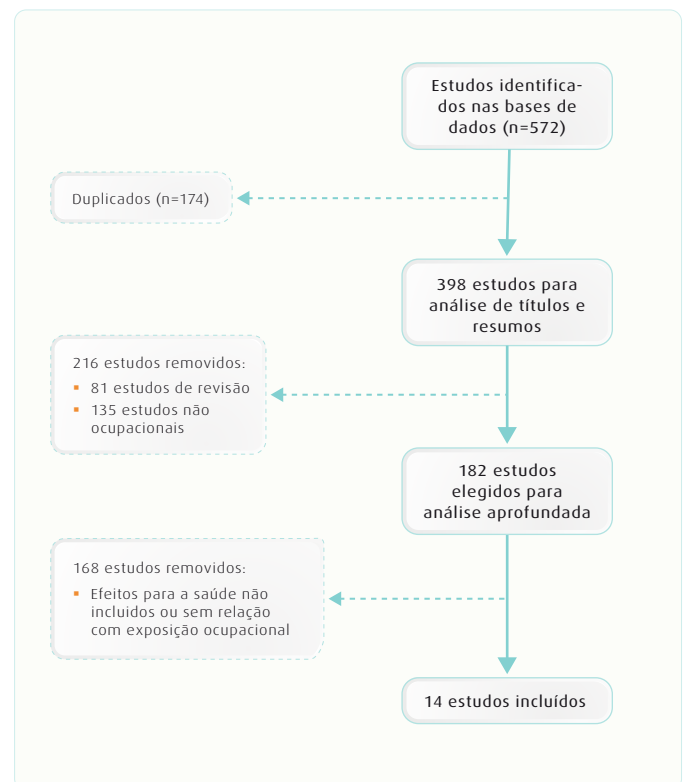 Estudos identifica-
dos nas bases de
dados (n=572)
Duplicados (n=174)
398 estudos para
análise de títulos e
resumos
216 estudos removidos:
▪ 81 estudos de revisão
▪ 135 estudos não
ocupacionais
182 estudos
elegidos para
análise aprofundada
168 estudos removidos:
▪ Efeitos para a saúde não
incluidos ou sem relação
com exposição ocupacional
14 estudos incluídos